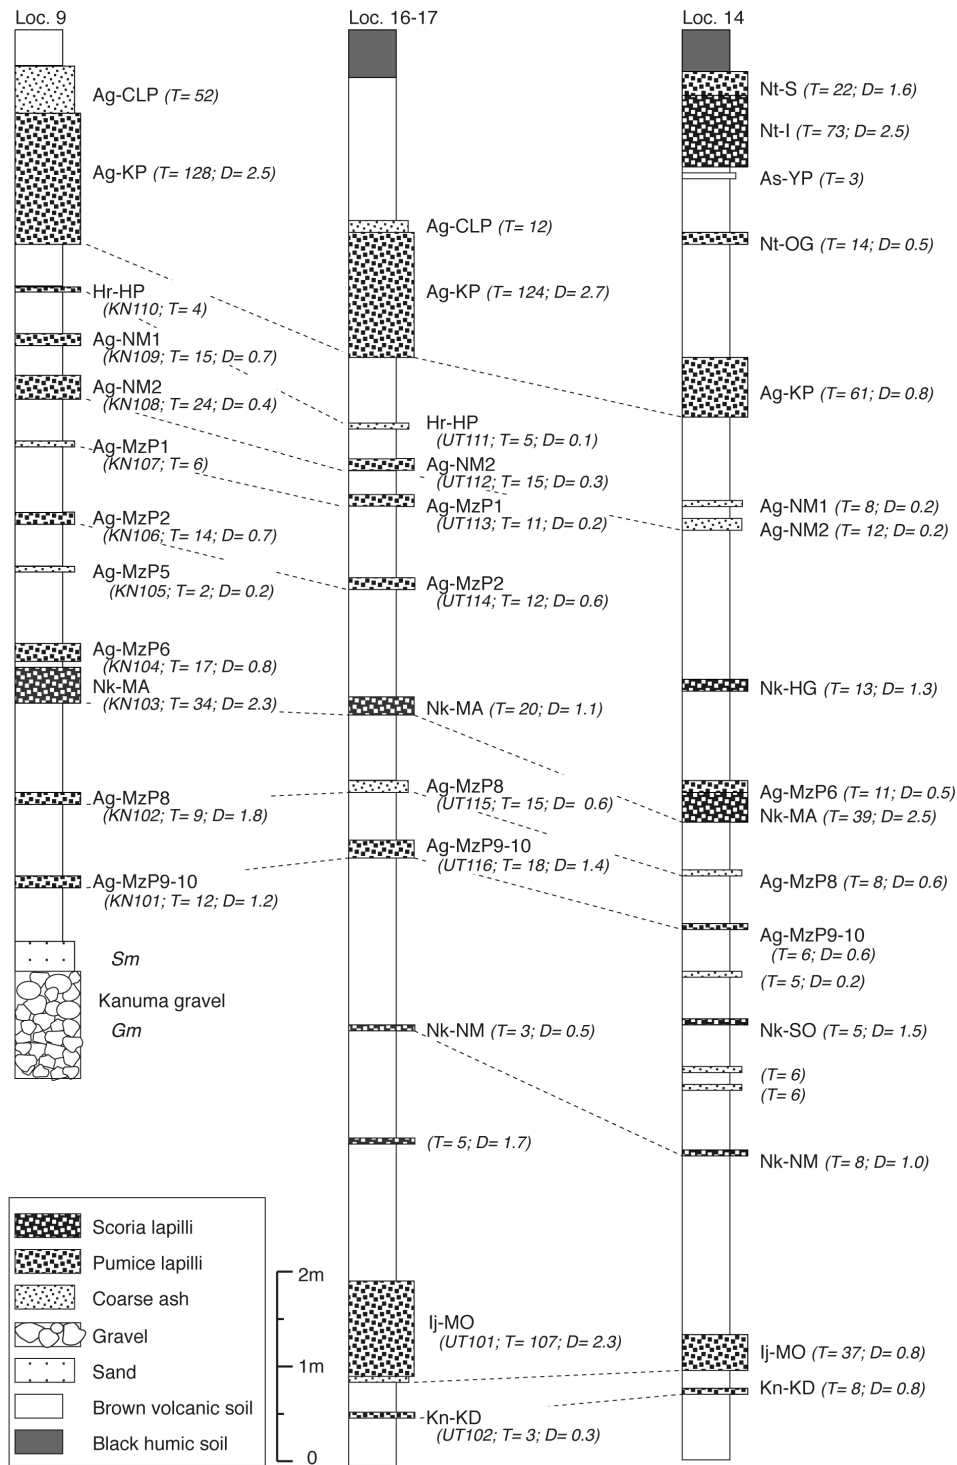 Loc. 9
Ag-CLP (T= 52)
Ag-KP (T= 128; D= 2.5)
Hr-HP
(KN110; T= 4)
Ag-NM1
(KN109; T= 15; D= 0.7)
Ag-NM2
(KN108; T= 24; D= 0.4)
Ag-MzP1
(KN107; T= 6)
Ag-MzP2
(KN106; T= 14; D= 0.7)
Ag-MzP5
(KN105; T= 2; D= 0.2)
Ag-MzP6
(KN104; T= 17; D= 0.8)
Nk-MA
(KN103; T= 34; D= 2.3)
Ag-MzP8
(KN102; T= 9; D= 1.8)
Ag-MzP9-10
(KN101; T= 12; D= 1.2)
Sm
Kanuma gravel
Gm
Loc. 16-17
Ag-CLP (T= 12)
Ag-KP (T= 124; D= 2.7)
Hr-HP
(UT111; T= 5; D= 0.1)
Ag-NM2
(UT112; T= 15; D= 0.3)
Ag-MzP1
(UT113; T= 11; D= 0.2)
Ag-MzP2
(UT114; T= 12; D= 0.6)
Nk-MA (T= 20; D= 1.1)
Ag-MzP8
(UT115; T= 15; D= 0.6)
Ag-MzP9-10
(UT116; T= 18; D= 1.4)
Nk-NM (T= 3; D= 0.5)
(T= 5; D= 1.7)
Ij-MO
(UT101; T= 107; D= 2.3)
Kn-KD
(UT102; T= 3; D= 0.3)
Loc. 14
Nt-S (T= 22; D= 1.6)
Nt-I (T= 73; D= 2.5)
As-YP (T= 3)
Nt-OG (T= 14; D= 0.5)
Ag-KP (T= 61; D= 0.8)
Ag-NM1 (T= 8; D= 0.2)
Ag-NM2 (T= 12; D= 0.2)
Nk-HG (T= 13; D= 1.3)
Ag-MzP6 (T= 11; D= 0.5)
Nk-MA (T= 39; D= 2.5)
Ag-MzP8 (T= 8; D= 0.6)
Ag-MzP9-10
(T= 6; D= 0.6)
(T= 5; D= 0.2)
Nk-SO (T= 5; D= 1.5)
(T= 6)
(T= 6)
Nk-NM (T= 8; D= 1.0)
Ij-MO (T= 37; D= 0.8)
Kn-KD (T= 8; D= 0.8)
Scoria lapilli
Pumice lapilli
Coarse ash
Gravel
Sand
Brown volcanic soil
Black humic soil
2m
1m
0